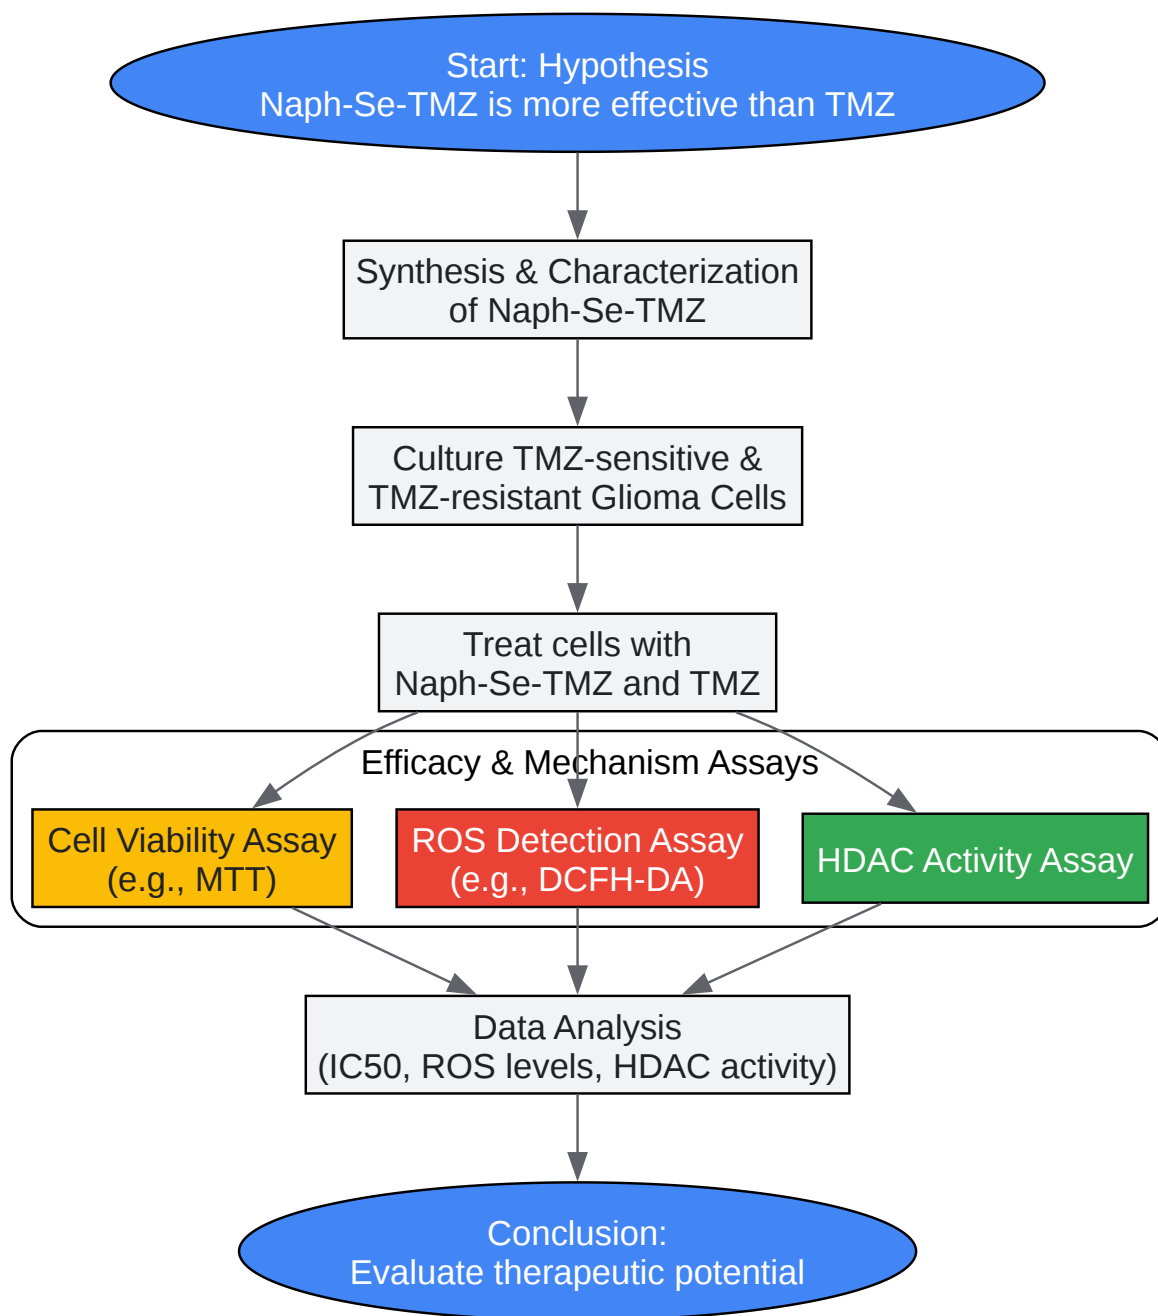 Start: Hypothesis
Naph-Se-TMZ is more effective than TMZ
Synthesis & Characterization
of Naph-Se-TMZ
Culture TMZ-sensitive &
TMZ-resistant Glioma Cells
Treat cells with
Naph-Se-TMZ and TMZ
Efficacy & Mechanism Assays
Cell Viability Assay
(e.g., MTT)
ROS Detection Assay
(e.g., DCFH-DA)
HDAC Activity Assay
Data Analysis
(IC50, ROS levels, HDAC activity)
Conclusion:
Evaluate therapeutic potential